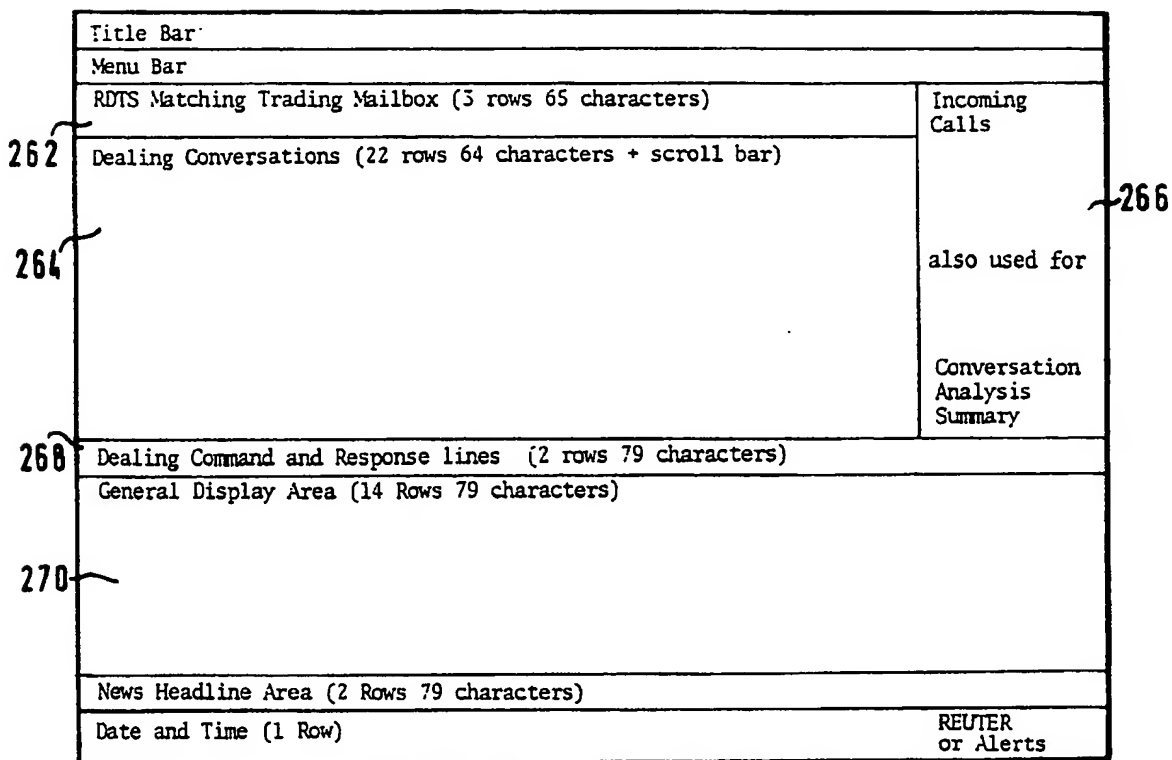 Title Bar
Menu Bar
RDTS Matching Trading Mailbox (3 rows 65 characters)
Incoming
Calls
262
Dealing Conversations (22 rows 64 characters + scroll bar)
266
264
also used for
Conversation
Analysis
Summary
268
Dealing Command and Response lines (2 rows 79 characters)
General Display Area (14 Rows 79 characters)
270
News Headline Area (2 Rows 79 characters)
Date and Time (1 Row)
REUTER
or Alerts